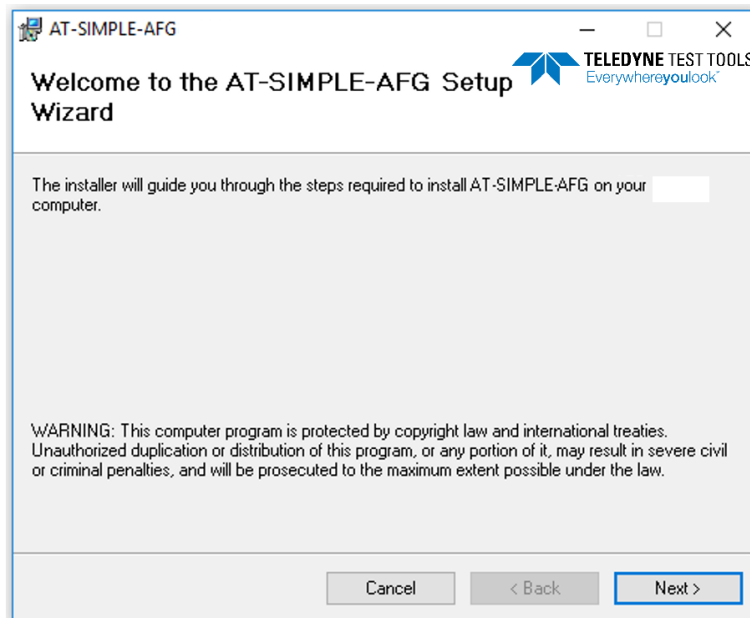 AT-SIMPLE-AFG
TELEDYNE TEST TOOLS
Everywhereyoulook™
Welcome to the AT-SIMPLE-AFG Setup
Wizard
The installer will guide you through the steps required to install AT-SIMPLE-AFG on your
computer.
WARNING: This computer program is protected by copyright law and international treaties.
Unauthorized duplication or distribution of this program, or any portion of it, may result in severe civil
or criminal penalties, and will be prosecuted to the maximum extent possible under the law.
Cancel < Back Next >